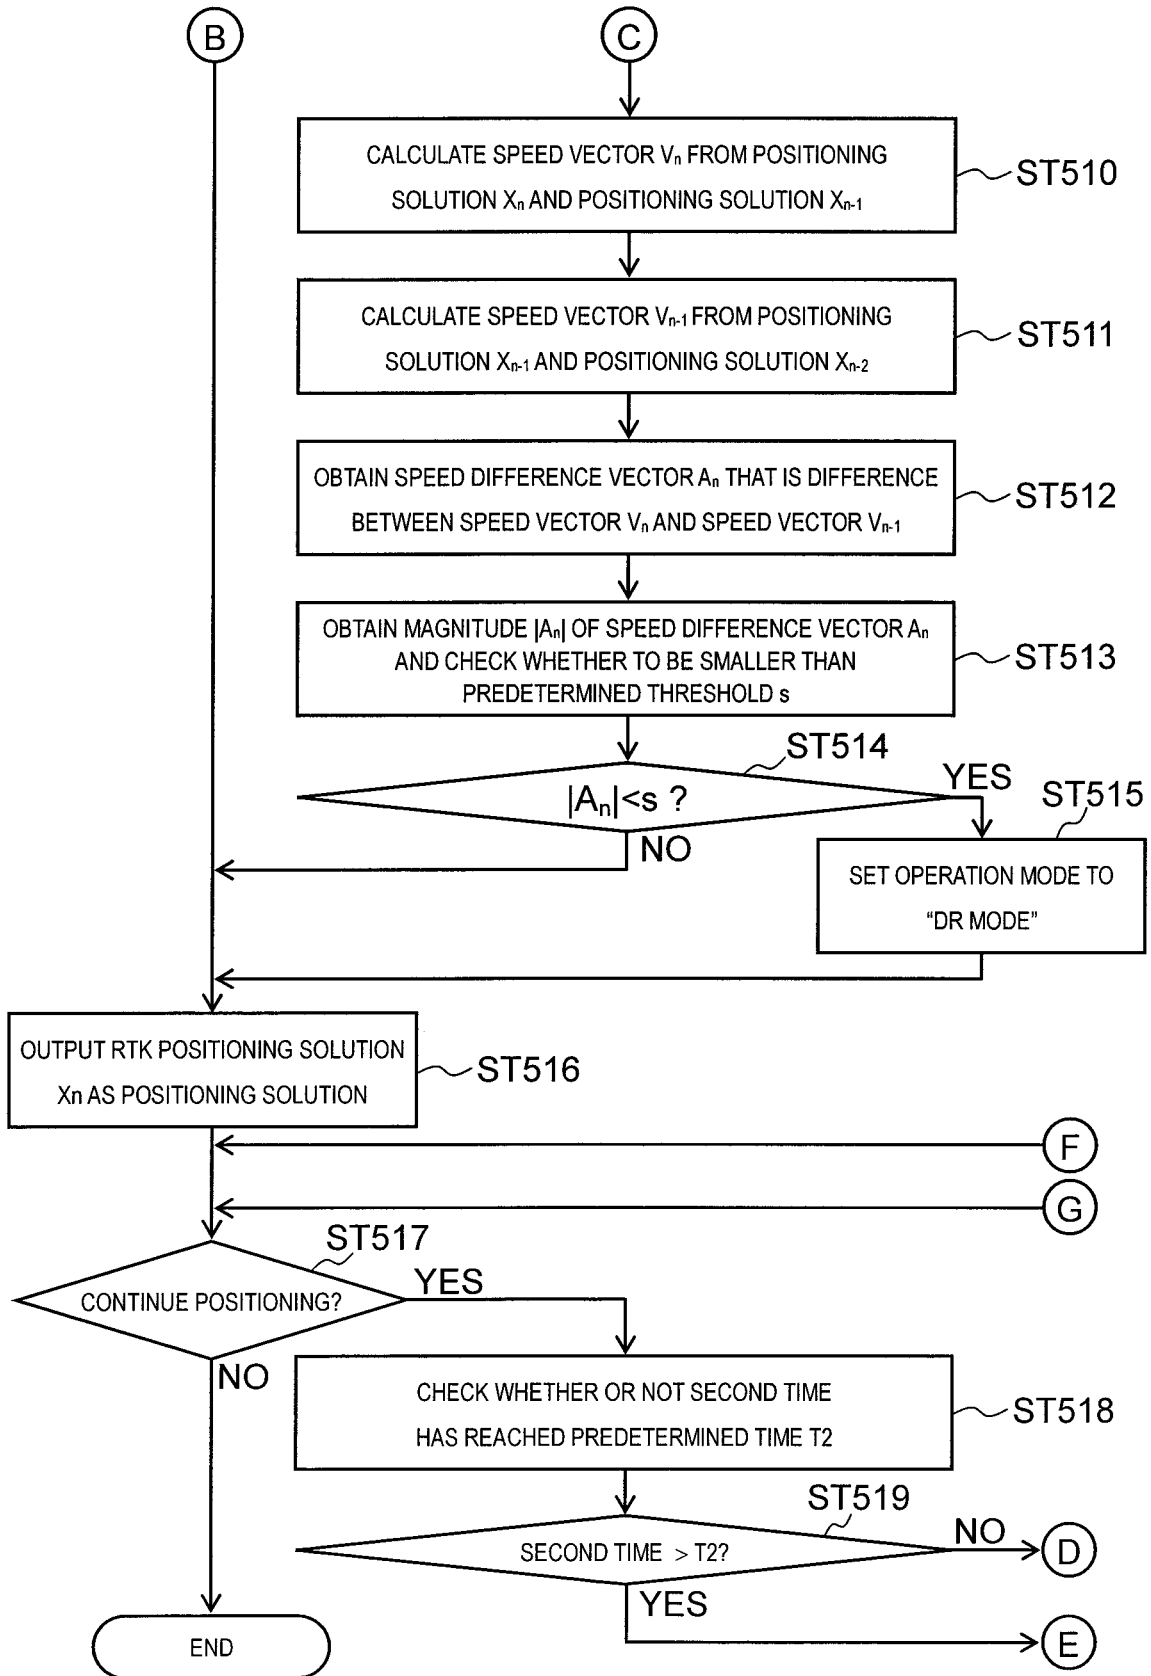 B
C
CALCULATE SPEED VECTOR Vn FROM POSITIONING
SOLUTION Xn AND POSITIONING SOLUTION Xn-1
ST510
CALCULATE SPEED VECTOR Vn-1 FROM POSITIONING
SOLUTION Xn-1 AND POSITIONING SOLUTION Xn-2
ST511
OBTAIN SPEED DIFFERENCE VECTOR An THAT IS DIFFERENCE
BETWEEN SPEED VECTOR Vn AND SPEED VECTOR Vn-1
ST512
OBTAIN MAGNITUDE |An| OF SPEED DIFFERENCE VECTOR An
AND CHECK WHETHER TO BE SMALLER THAN
PREDETERMINED THRESHOLD s
ST513
ST514
|An|<s ?
YES
NO
ST515
SET OPERATION MODE TO
“DR MODE”
OUTPUT RTK POSITIONING SOLUTION
Xn AS POSITIONING SOLUTION
ST516
F
G
ST517
CONTINUE POSITIONING?
YES
NO
CHECK WHETHER OR NOT SECOND TIME
HAS REACHED PREDETERMINED TIME T2
ST518
ST519
SECOND TIME > T2?
NO
D
YES
E
END